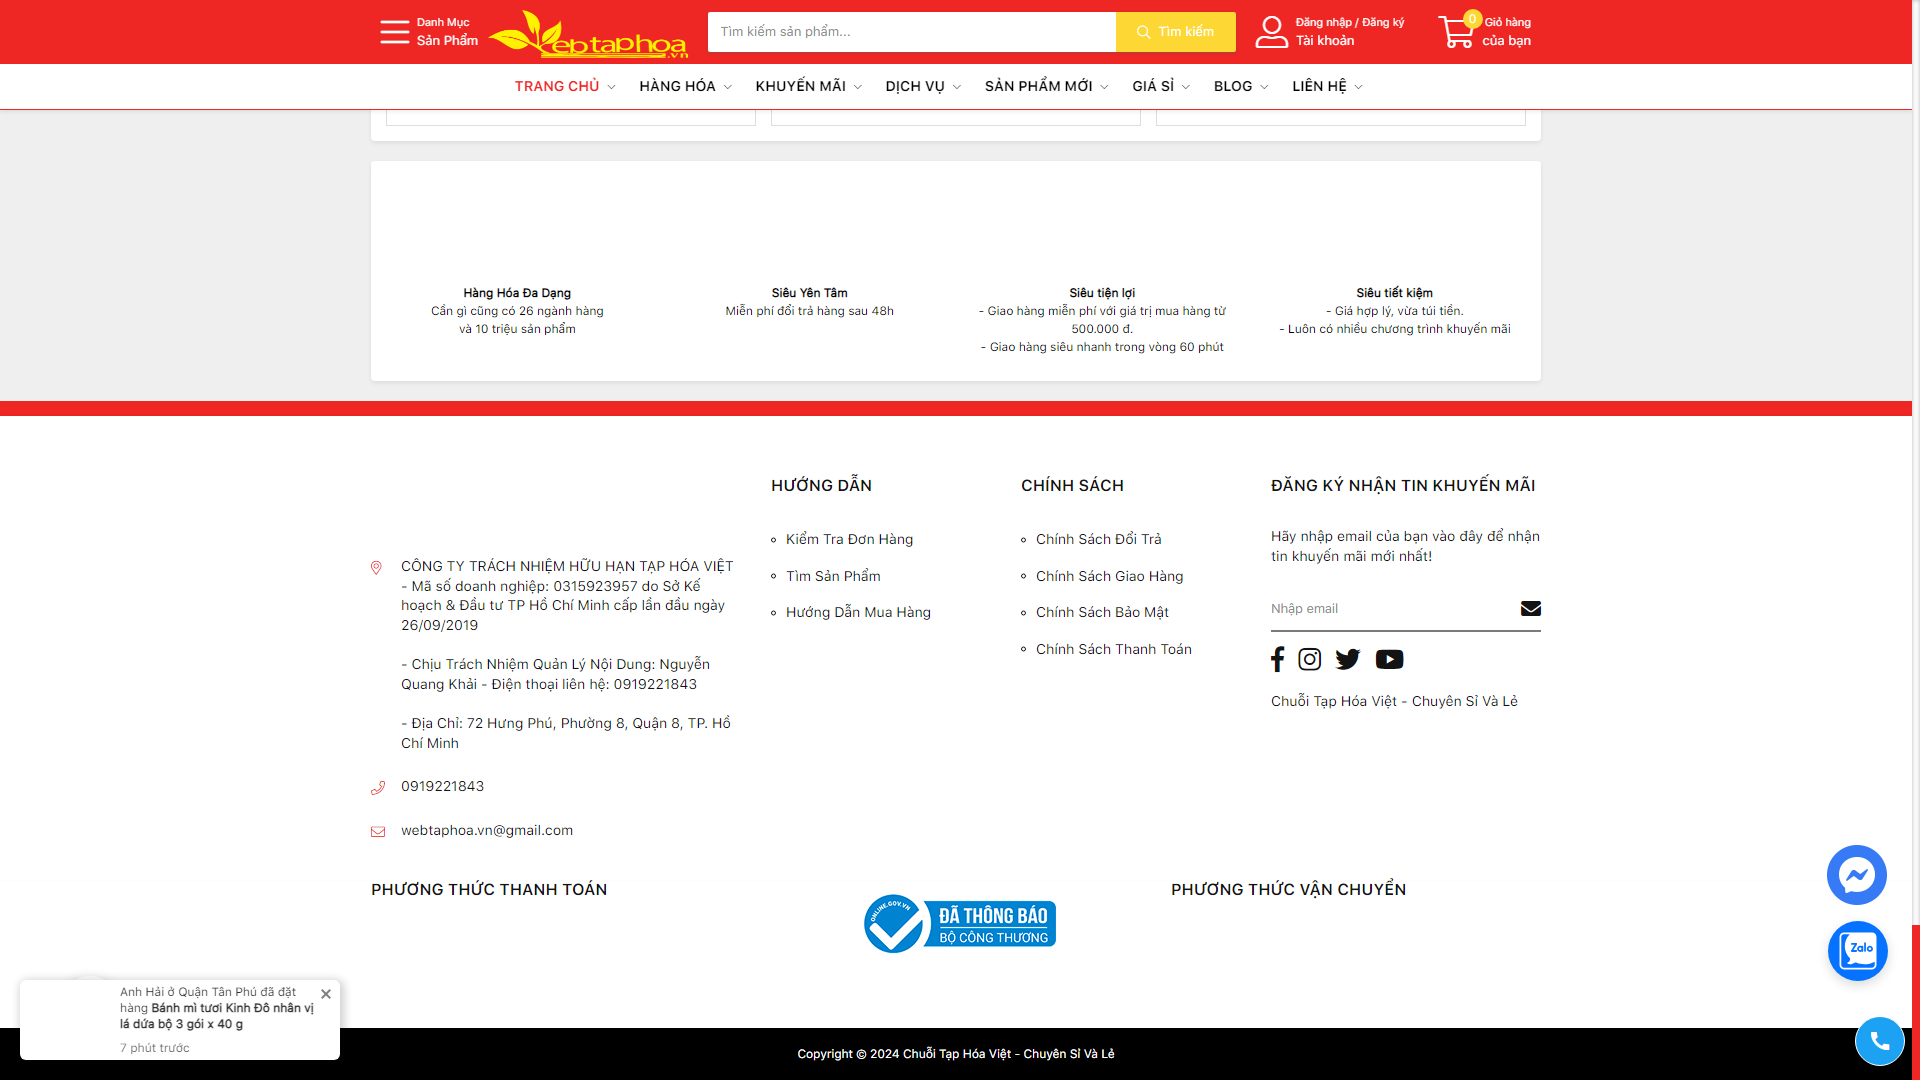 Danh Mục
Sản Phẩm
ebtaphoa
.vn
Tìm kiếm sản phẩm...
Tìm kiếm
Đăng nhập / Đăng ký
Tài khoản
0
Giỏ hàng
của bạn
TRANG CHỦ
HÀNG HÓA
KHUYẾN MÃI
DỊCH VỤ
SẢN PHẨM MỚI
GIÁ SỈ
BLOG
LIÊN HỆ
Hàng Hóa Đa Dạng
Cần gì cũng có 26 ngành hàng
và 10 triệu sản phẩm
Siêu Yên Tâm
Miễn phí đổi trả hàng sau 48h
Siêu tiện lợi
- Giao hàng miễn phí với giá trị mua hàng từ
500.000 đ.
- Giao hàng siêu nhanh trong vòng 60 phút
Siêu tiết kiệm
- Giá hợp lý, vừa túi tiền.
- Luôn có nhiều chương trình khuyến mãi
CÔNG TY TRÁCH NHIỆM HỮU HẠN TẠP HÓA VIỆT
- Mã số doanh nghiệp: 0315923957 do Sở Kế
hoạch & Đầu tư TP Hồ Chí Minh cấp lần đầu ngày
26/09/2019
- Chịu Trách Nhiệm Quản Lý Nội Dung: Nguyễn
Quang Khải - Điện thoại liên hệ: 0919221843
- Địa Chỉ: 72 Hưng Phú, Phường 8, Quận 8, TP. Hồ
Chí Minh
0919221843
webtaphoa.vn@gmail.com
HƯỚNG DẪN
Kiểm Tra Đơn Hàng
Tìm Sản Phẩm
Hướng Dẫn Mua Hàng
CHÍNH SÁCH
Chính Sách Đổi Trả
Chính Sách Giao Hàng
Chính Sách Bảo Mật
Chính Sách Thanh Toán
ĐĂNG KÝ NHẬN TIN KHUYẾN MÃI
Hãy nhập email của bạn vào đây để nhận
tin khuyến mãi mới nhất!
Nhập email
Chuỗi Tạp Hóa Việt - Chuyên Sỉ Và Lẻ
PHƯƠNG THỨC THANH TOÁN
ONLINE.GOV.VN
ĐÃ THÔNG BÁO
BỘ CÔNG THƯƠNG
PHƯƠNG THỨC VẬN CHUYỂN
Zalo
Anh Hải ở Quận Tân Phú đã đặt
hàng Bánh mì tươi Kinh Đô nhân vị
lá dứa bộ 3 gói x 40 g
7 phút trước
Copyright © 2024 Chuỗi Tạp Hóa Việt - Chuyên Sỉ Và Lẻ